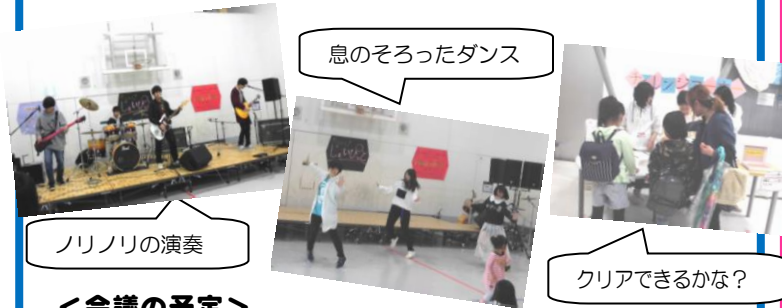 息のそろったダンス
ノリノリの演奏
クリアできるかな？
＜会議の予定＞